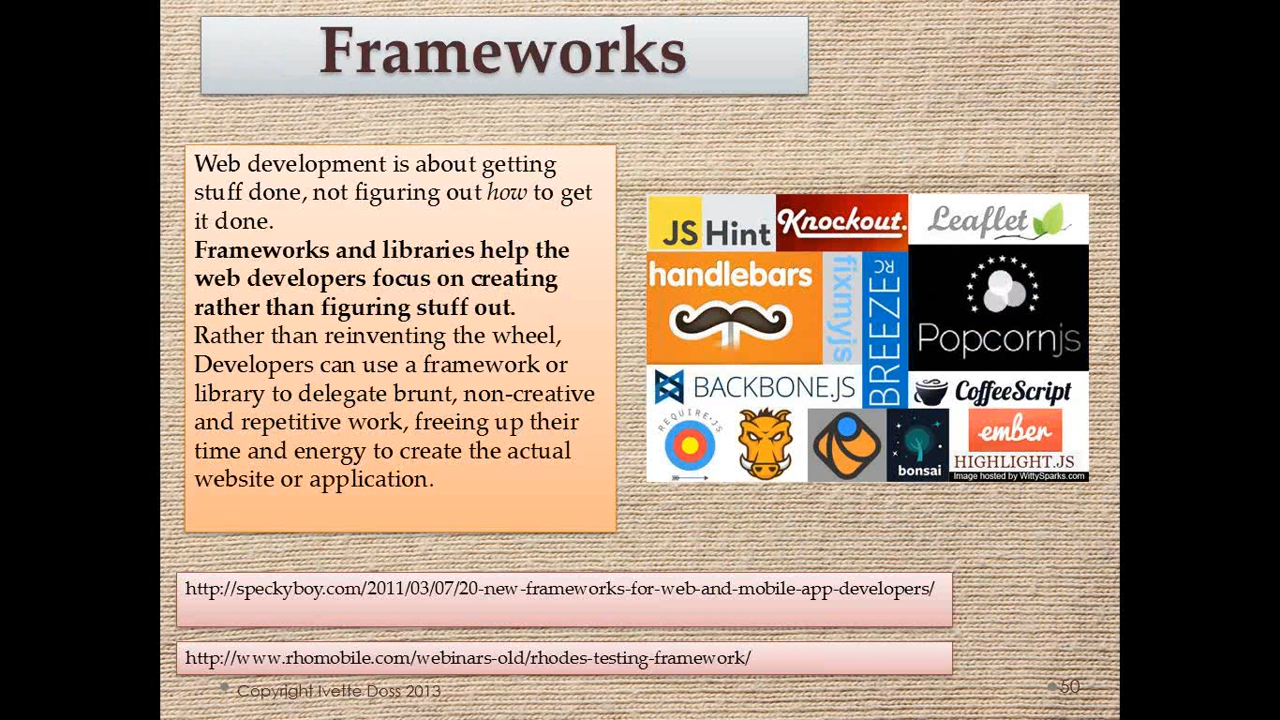 Frameworks
Web development is about getting
stuff done, not figuring out how to get
it done.
Frameworks and libraries help the
web developers focus on creating
rather than figuring stuff out.
Rather than reinventing the wheel,
Developers can use a framework or
library to delegate brunt, non-creative
and repetitive work, freeing up their
time and energy to create the actual
website or application.
JS Hint
Knockout.
Leaflet
handlebars
fixmyjs
BREEZE RC
Popcornjs
BACKBONE.JS
CoffeeScript
REQUIRE·JS
bonsai
ember
HIGHLIGHT.JS
Image hosted by WittySparks.com
http://speckyboy.com/2011/03/07/20-new-frameworks-for-web-and-mobile-app-developers/
http://www.rhomobile.com/webinars-old/rhodes-testing-framework/
Copyright Ivette Doss 2013
50